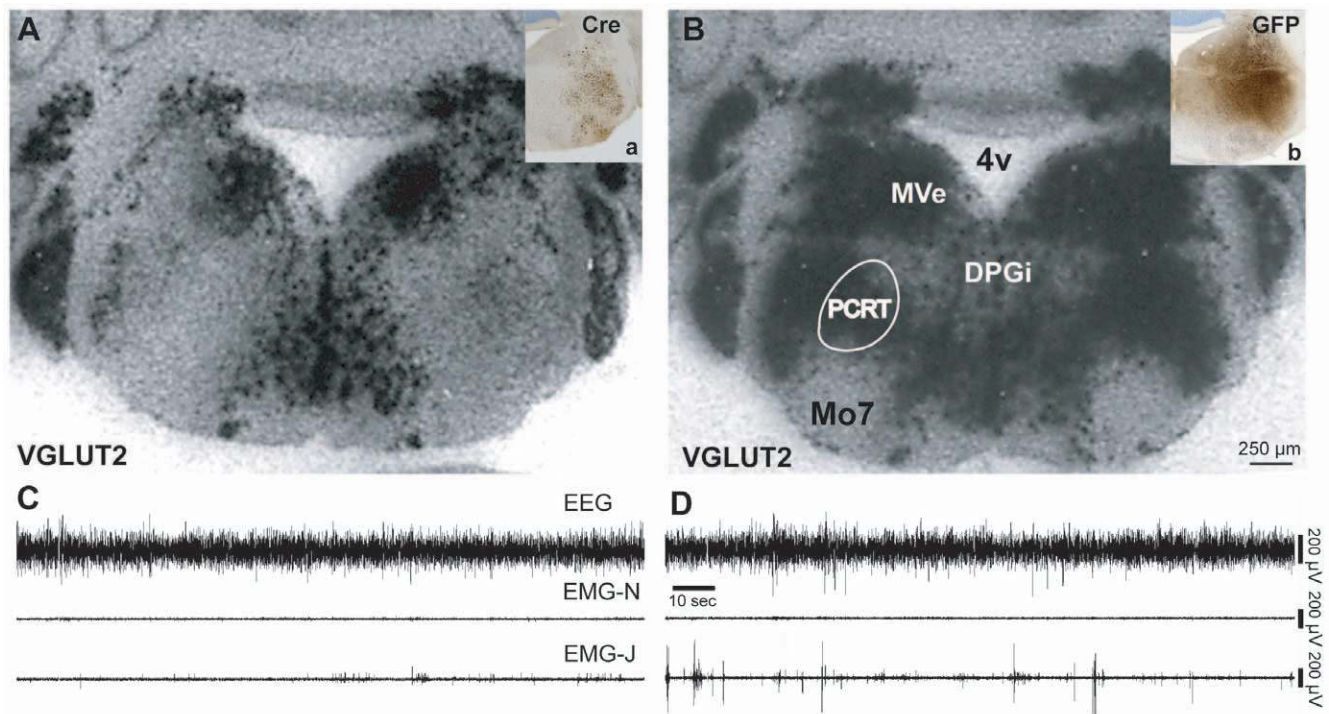 A
Cre
a
VGLUT2
B
GFP
b
4v
MVe
DPGi
PCRT
Mo7
VGLUT2
250 µm
C
EEG
EMG-N
EMG-J
D
10 sec
200 µV
200 µV
200 µV